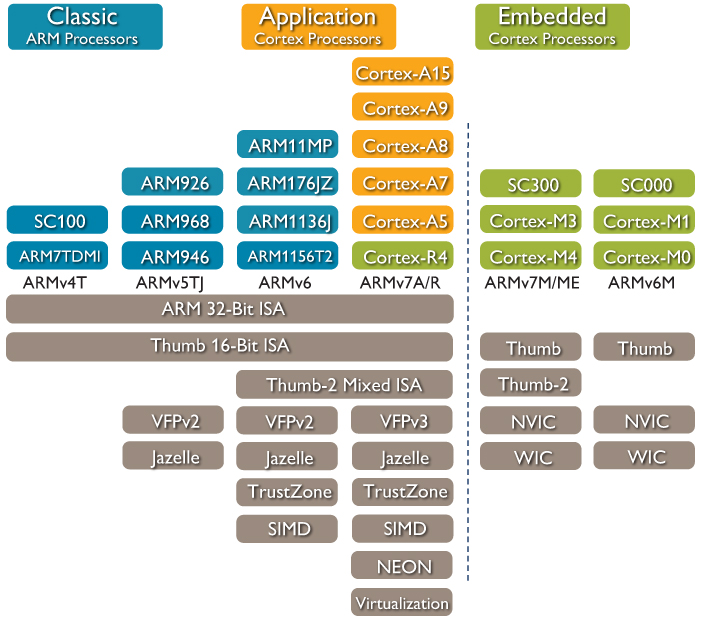 Classic
ARM Processors
Application
Cortex Processors
Embedded
Cortex Processors
Cortex-A15
Cortex-A9
ARM11MP
Cortex-A8
ARM926
ARM176JZ
Cortex-A7
SC300
SC000
SC100
ARM968
ARM1136J
Cortex-A5
Cortex-M3
Cortex-M1
ARM7TDMI
ARM946
ARM1156T2
Cortex-R4
Cortex-M4
Cortex-M0
ARMv4T
ARMv5TJ
ARMv6
ARMv7A/R
ARMv7M/ME
ARMv6M
ARM 32-Bit ISA
Thumb 16-Bit ISA
Thumb
Thumb
Thumb-2 Mixed ISA
Thumb-2
VFPv2
VFPv2
VFPv3
NVIC
NVIC
Jazelle
Jazelle
Jazelle
WIC
WIC
TrustZone
TrustZone
SIMD
SIMD
NEON
Virtualization